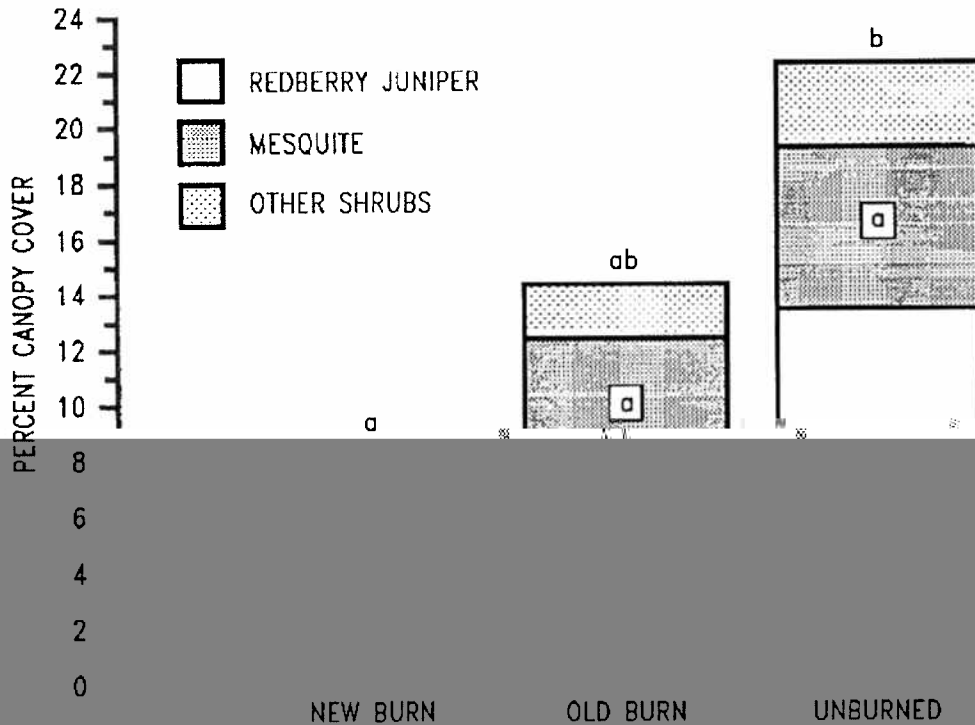 PERCENT CANOPY COVER
24
22
20
18
16
14
12
10
8
6
4
2
0
REDBERRY JUNIPER
MESQUITE
OTHER SHRUBS
a
ab
a
b
a
NEW BURN
OLD BURN
UNBURNED